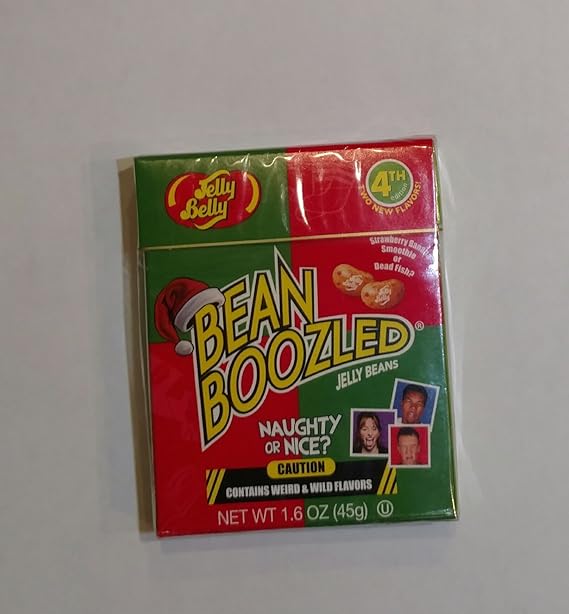 Jelly
Belly
4TH
edition
TWO NEW FLAVORS!
Strawberry Banana
Smoothie
or
Dead Fish?
BEAN
BOOZLED®
JELLY BEANS
NAUGHTY
OR NICE?
CAUTION
CONTAINS WEIRD & WILD FLAVORS
NET WT 1.6 OZ (45g) U